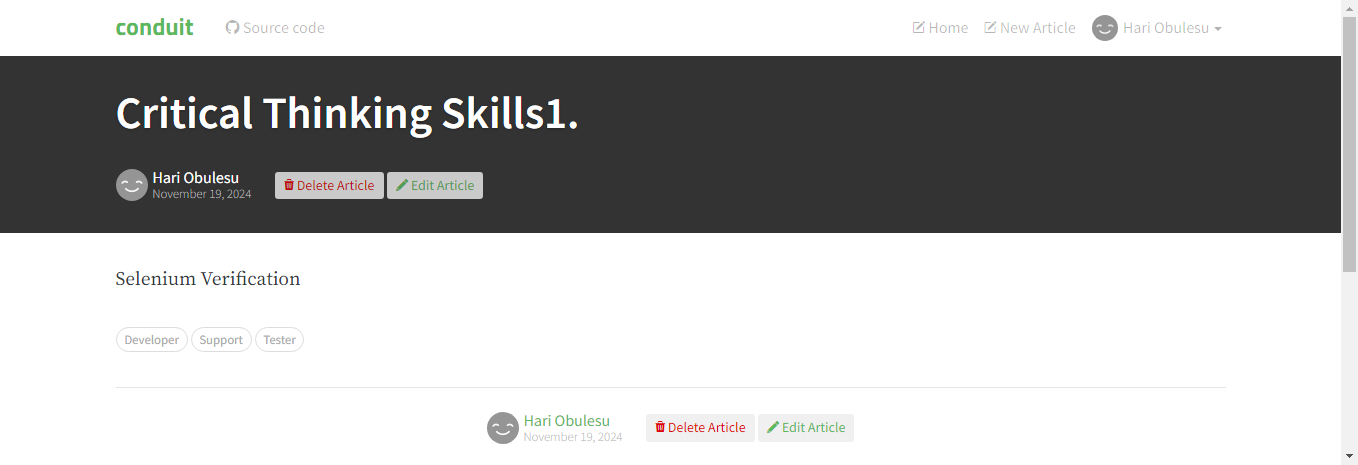 conduit Source code Home New Article Hari Obulesu
Critical Thinking Skills1.
Hari Obulesu
November 19, 2024
Delete Article Edit Article
Selenium Verification
Developer Support Tester
Hari Obulesu
November 19, 2024
Delete Article Edit Article